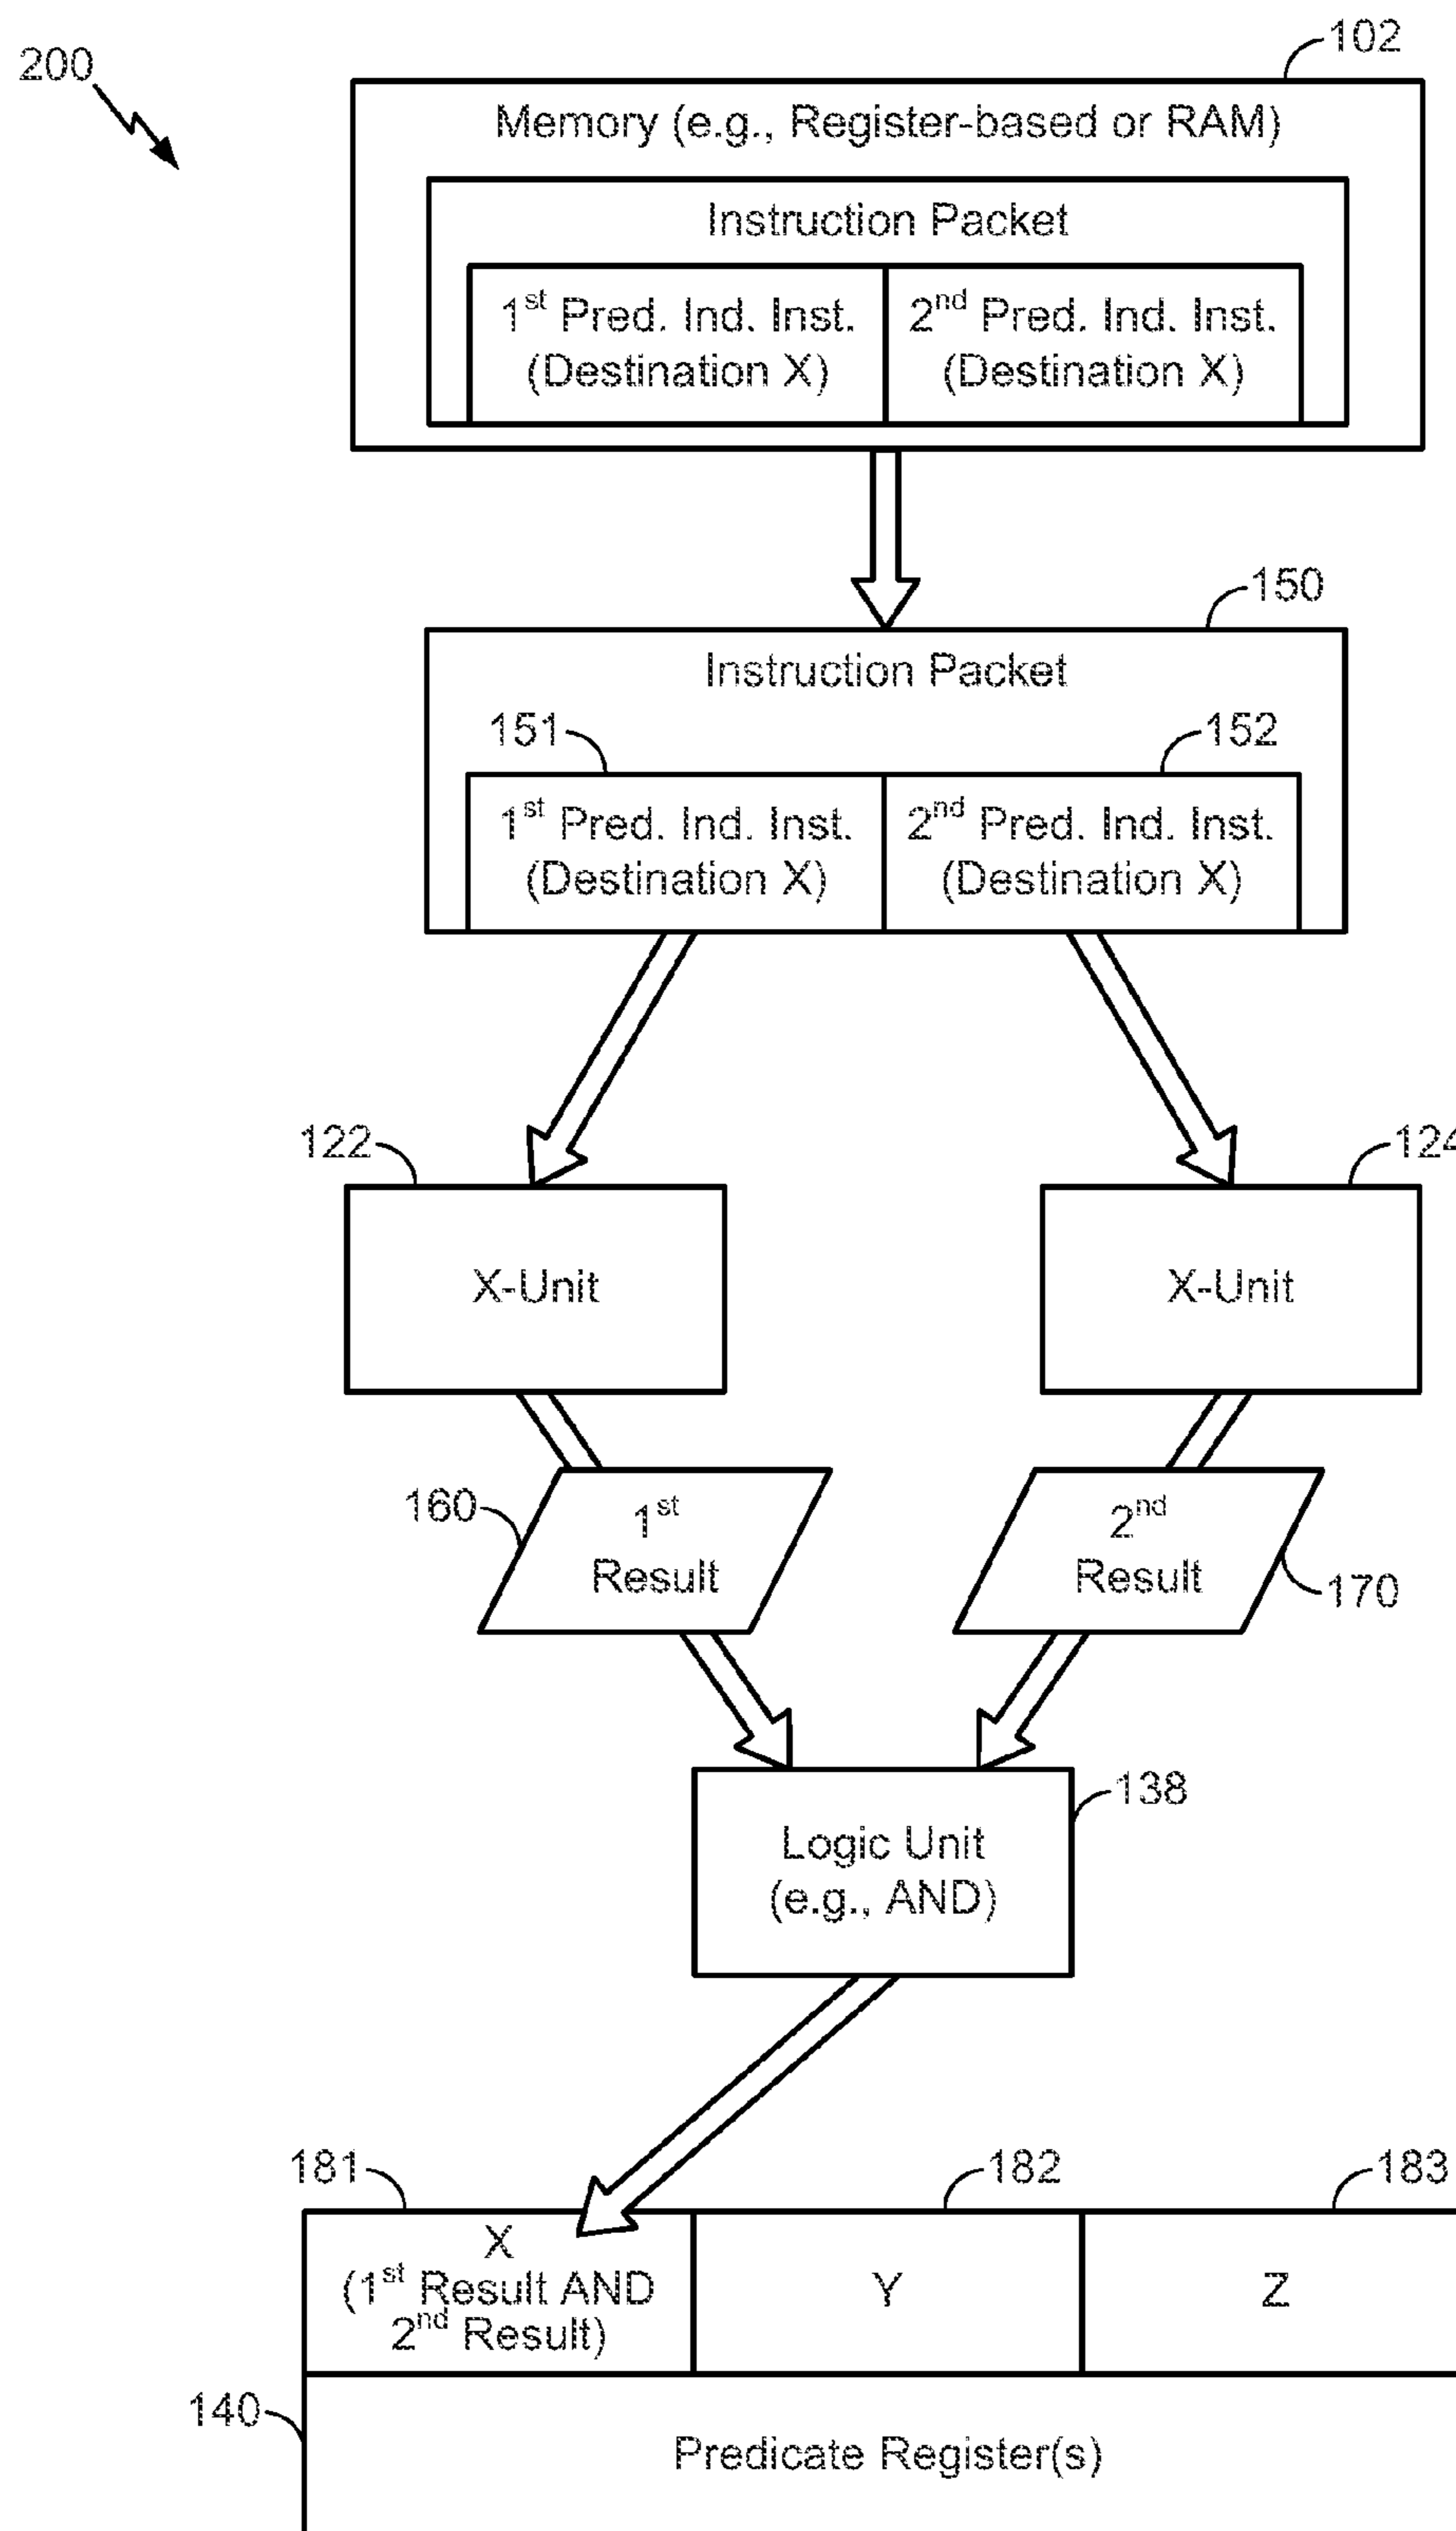 200
102
Memory (e.g., Register-based or RAM)
Instruction Packet
1st Pred. Ind. Inst.
(Destination X)
2nd Pred. Ind. Inst.
(Destination X)
150
Instruction Packet
151
152
1st Pred. Ind. Inst.
(Destination X)
2nd Pred. Ind. Inst.
(Destination X)
122
124
X-Unit
X-Unit
160
1st
Result
2nd
Result
170
138
Logic Unit
(e.g., AND)
181
182
183
X
(1st Result AND
2nd Result)
Y
Z
140
Predicate Register(s)